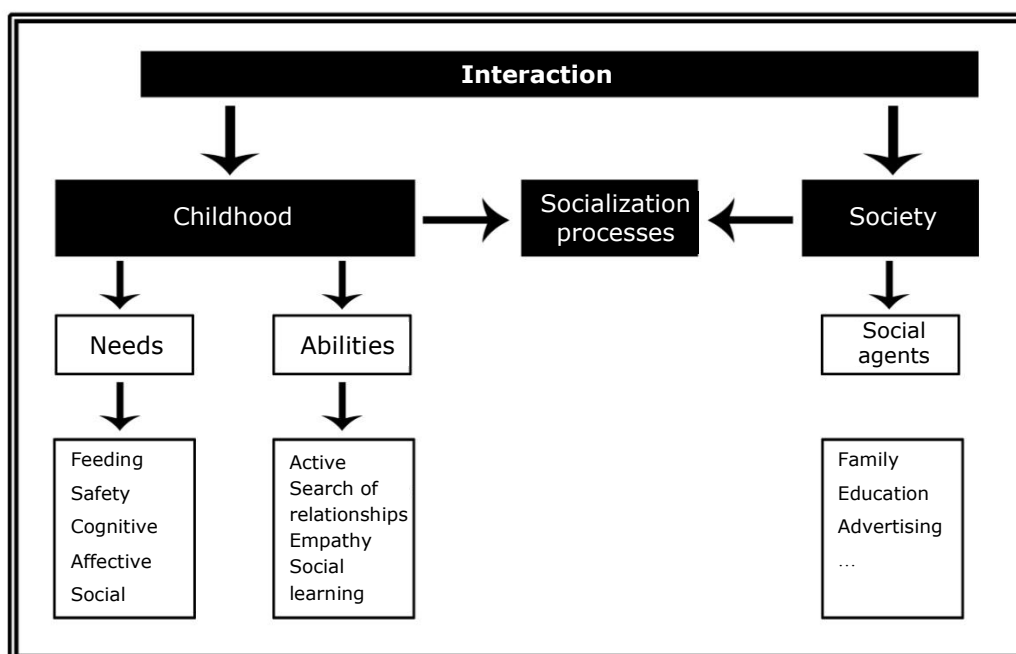 Interaction
Childhood
Socialization
processes
Society
Needs
Abilities
Social
agents
Feeding
Safety
Cognitive
Affective
Social
Active
Search of
relationships
Empathy
Social
learning
Family
Education
Advertising
…